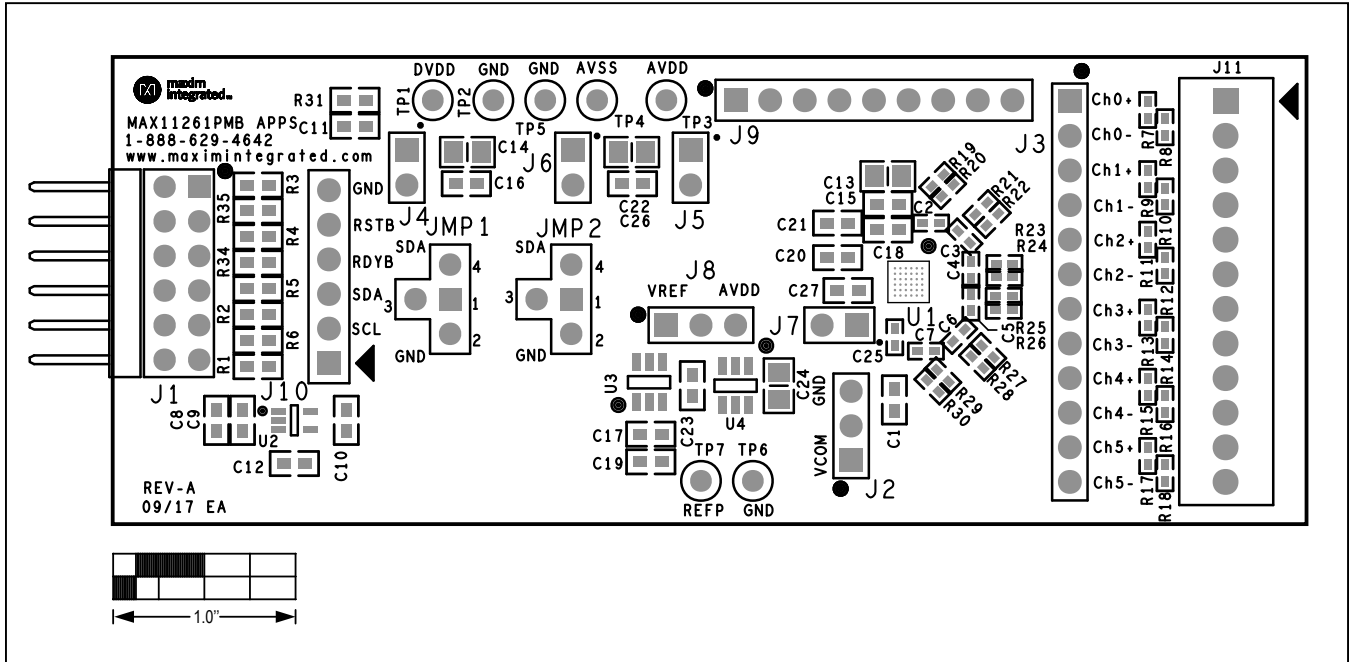 maxim
integrated™
MAX11261PMB APPS
1-888-629-4642
www.maximintegrated.com
R31
C11
DVDD
GND
GND
AVSS
AVDD
TP1
TP2
TP5
TP4
TP3
J9
J3
J11
C14
C16
J6
C22
C26
J4
J5
R3
R35
R4
R34
R5
R2
R6
R1
GND
RSTB
RDYB
SDA
SCL
J1
J10
JMP1
SDA
4
3
1
2
GND
JMP2
SDA
4
3
1
2
GND
J8
VREF
AVDD
J7
C13
C15
C21
C20
C18
C27
C2
C3
C4
U1
C5
C6
C7
C25
R19
R20
R21
R22
R23
R24
R25
R26
R27
R28
R29
R30
Ch0+
Ch0-
Ch1+
Ch1-
Ch2+
Ch2-
Ch3+
Ch3-
Ch4+
Ch4-
Ch5+
Ch5-
R7
R8
R9
R10
R11
R12
R13
R14
R15
R16
R17
R18
C8
C9
U2
C12
C10
U3
C23
U4
C24
C17
C19
TP7
TP6
REFP
GND
GND
VCOM
C1
J2
REV-A
09/17 EA
1.0"